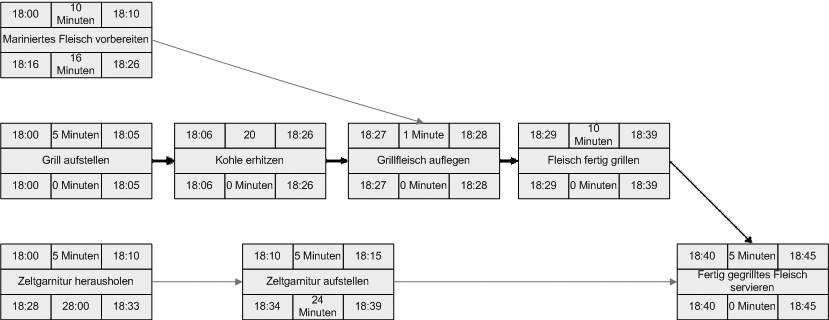 18:00 10 Minuten 18:10
Mariniertes Fleisch vorbereiten
18:16 16 Minuten 18:26
18:00 5 Minuten 18:05
Grill aufstellen
18:00 0 Minuten 18:05
18:06 20 18:26
Kohle erhitzen
18:06 0 Minuten 18:26
18:27 1 Minute 18:28
Grillfleisch auflegen
18:27 0 Minuten 18:28
18:29 10 Minuten 18:39
Fleisch fertig grillen
18:29 0 Minuten 18:39
18:00 5 Minuten 18:10
Zeltgarnitur herausholen
18:28 28:00 18:33
18:10 5 Minuten 18:15
Zeltgarnitur aufstellen
18:34 24 Minuten 18:39
18:40 5 Minuten 18:45
Fertig gegrilltes Fleisch
servieren
18:40 0 Minuten 18:45